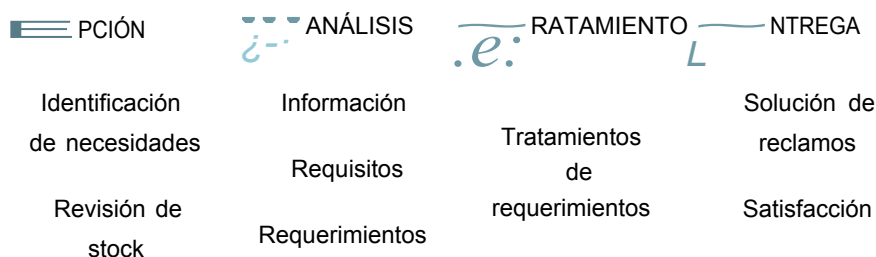 PCIÓN
Identificación
de necesidades
Revisión de
stock
ANÁLISIS
Información
Requisitos
Requerimientos
RATAMIENTO
Tratamientos
de
requerimientos
NTREGA
Solución de
reclamos
Satisfacción